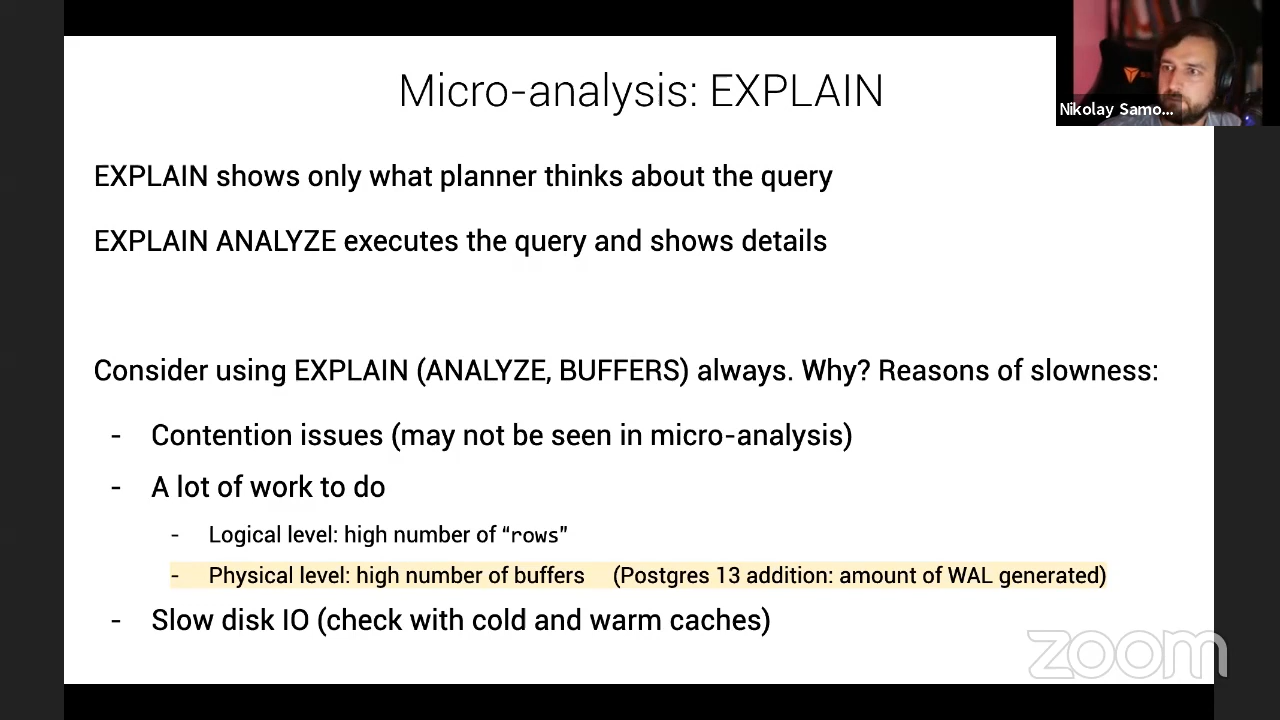 Micro-analysis: EXPLAIN
Nikolay Samo...
EXPLAIN shows only what planner thinks about the query
EXPLAIN ANALYZE executes the query and shows details
Consider using EXPLAIN (ANALYZE, BUFFERS) always. Why? Reasons of slowness:
- Contention issues (may not be seen in micro-analysis)
- A lot of work to do
- Logical level: high number of “rows”
- Physical level: high number of buffers (Postgres 13 addition: amount of WAL generated)
- Slow disk IO (check with cold and warm caches)
zoom